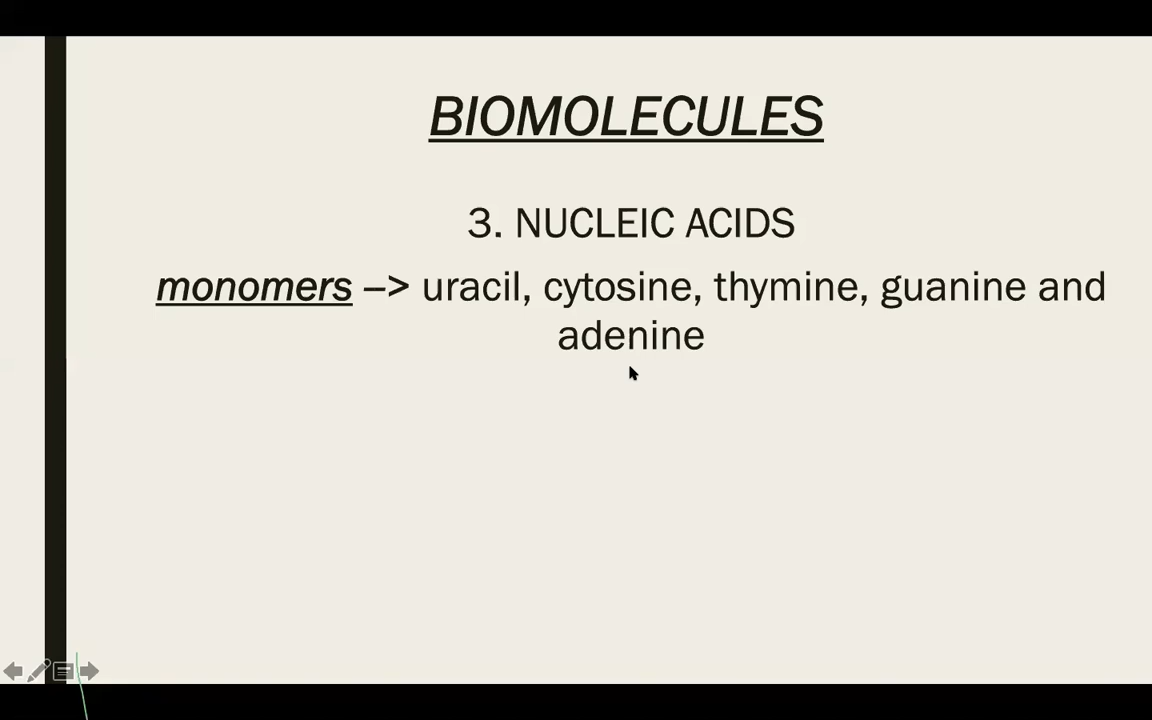 BIOMOLECULES
3. NUCLEIC ACIDS
monomers –> uracil, cytosine, thymine, guanine and
adenine